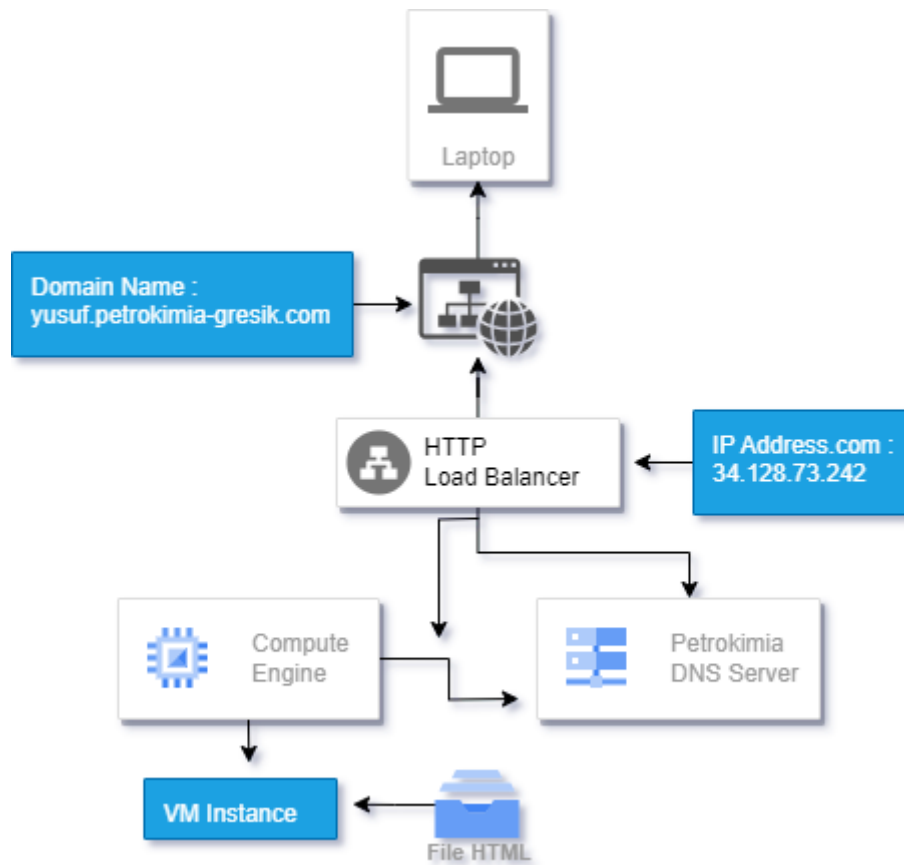 Laptop
Domain Name :
yusuf.petrokimia-gresik.com
HTTP
Load Balancer
IP Address.com :
34.128.73.242
Compute
Engine
Petrokimia
DNS Server
VM Instance
File HTML